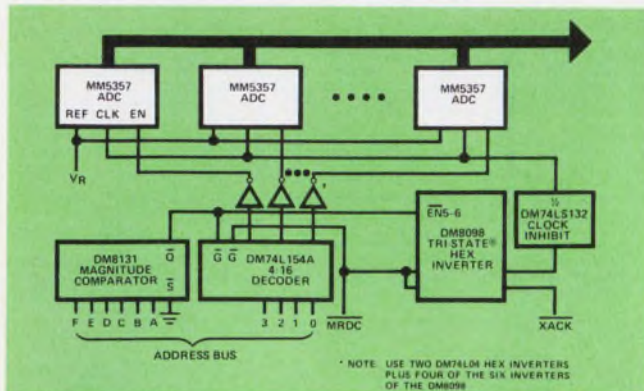 MM5357
ADC
REF CLK EN
MM5357
ADC
MM5357
ADC
VR
DM8131
MAGNITUDE
COMPARATOR
Q
S
F E D C B A
G G
DM74L154A
4-16
DECODER
3 2 1 0
EN5-6
DM8098
TRI-STATE®
HEX
INVERTER
½
DM74LS132
CLOCK
INHIBIT
MRDC
XACK
ADDRESS BUS
* NOTE: USE TWO DM74L04 HEX INVERTERS
PLUS FOUR OF THE SIX INVERTERS
OF THE DM8098